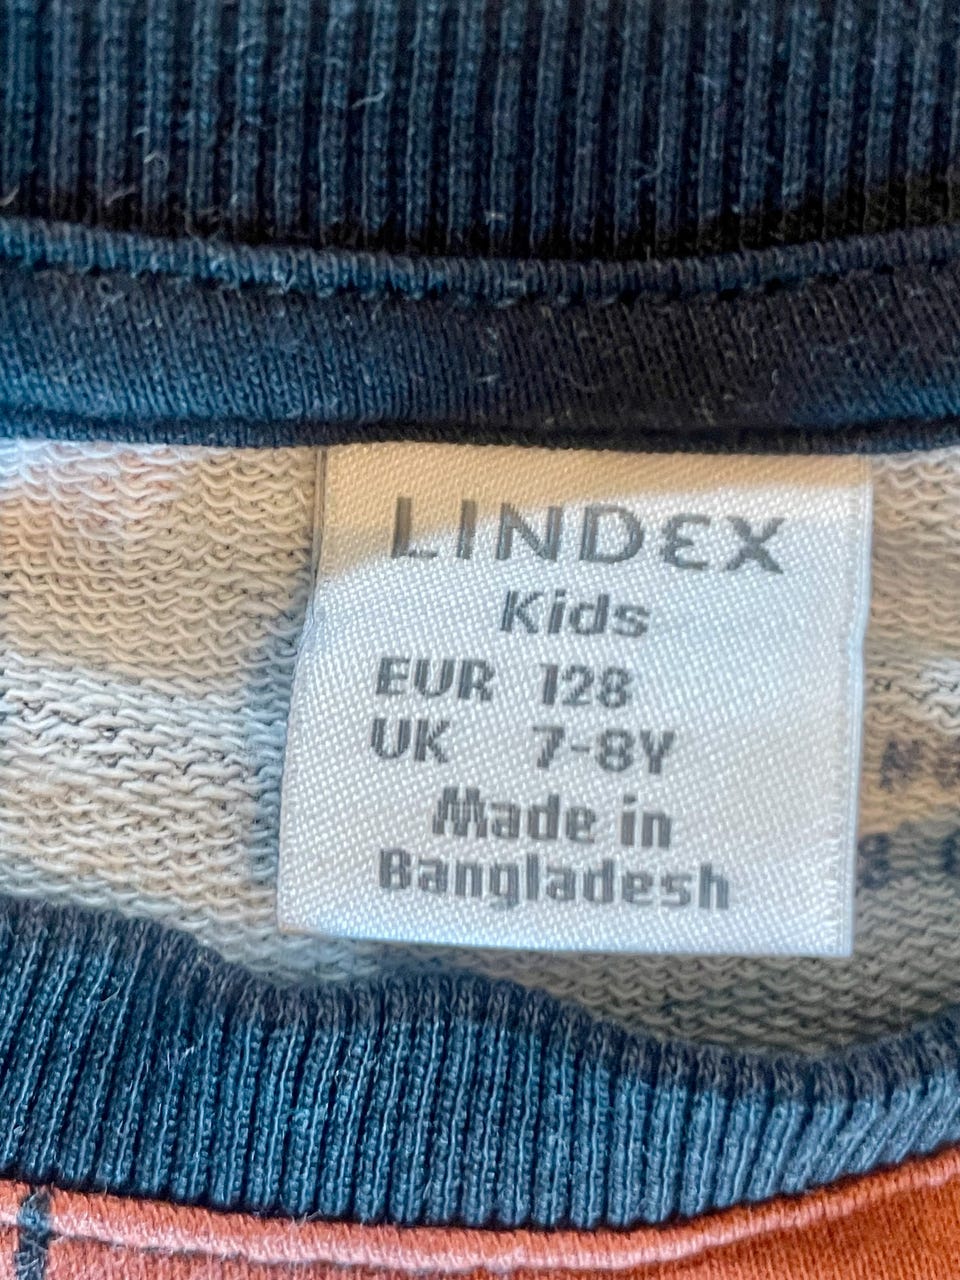 LINDEX
Kids
EUR 128
UK 7-8Y
Made in
Bangladesh